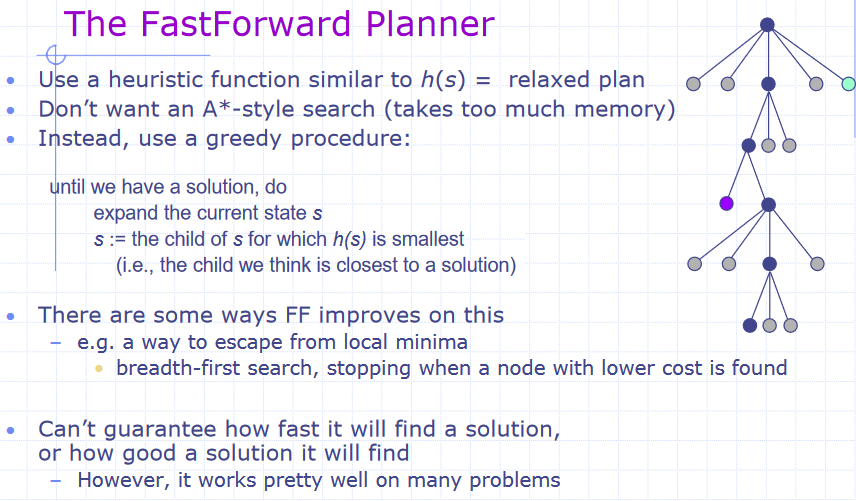 The FastForward Planner
• Use a heuristic function similar to h(s) = relaxed plan
• Don't want an A*-style search (takes too much memory)
• Instead, use a greedy procedure:
until we have a solution, do
expand the current state s
s := the child of s for which h(s) is smallest
(i.e., the child we think is closest to a solution)
• There are some ways FF improves on this
– e.g. a way to escape from local minima
• breadth-first search, stopping when a node with lower cost is found
• Can't guarantee how fast it will find a solution,
or how good a solution it will find
– However, it works pretty well on many problems